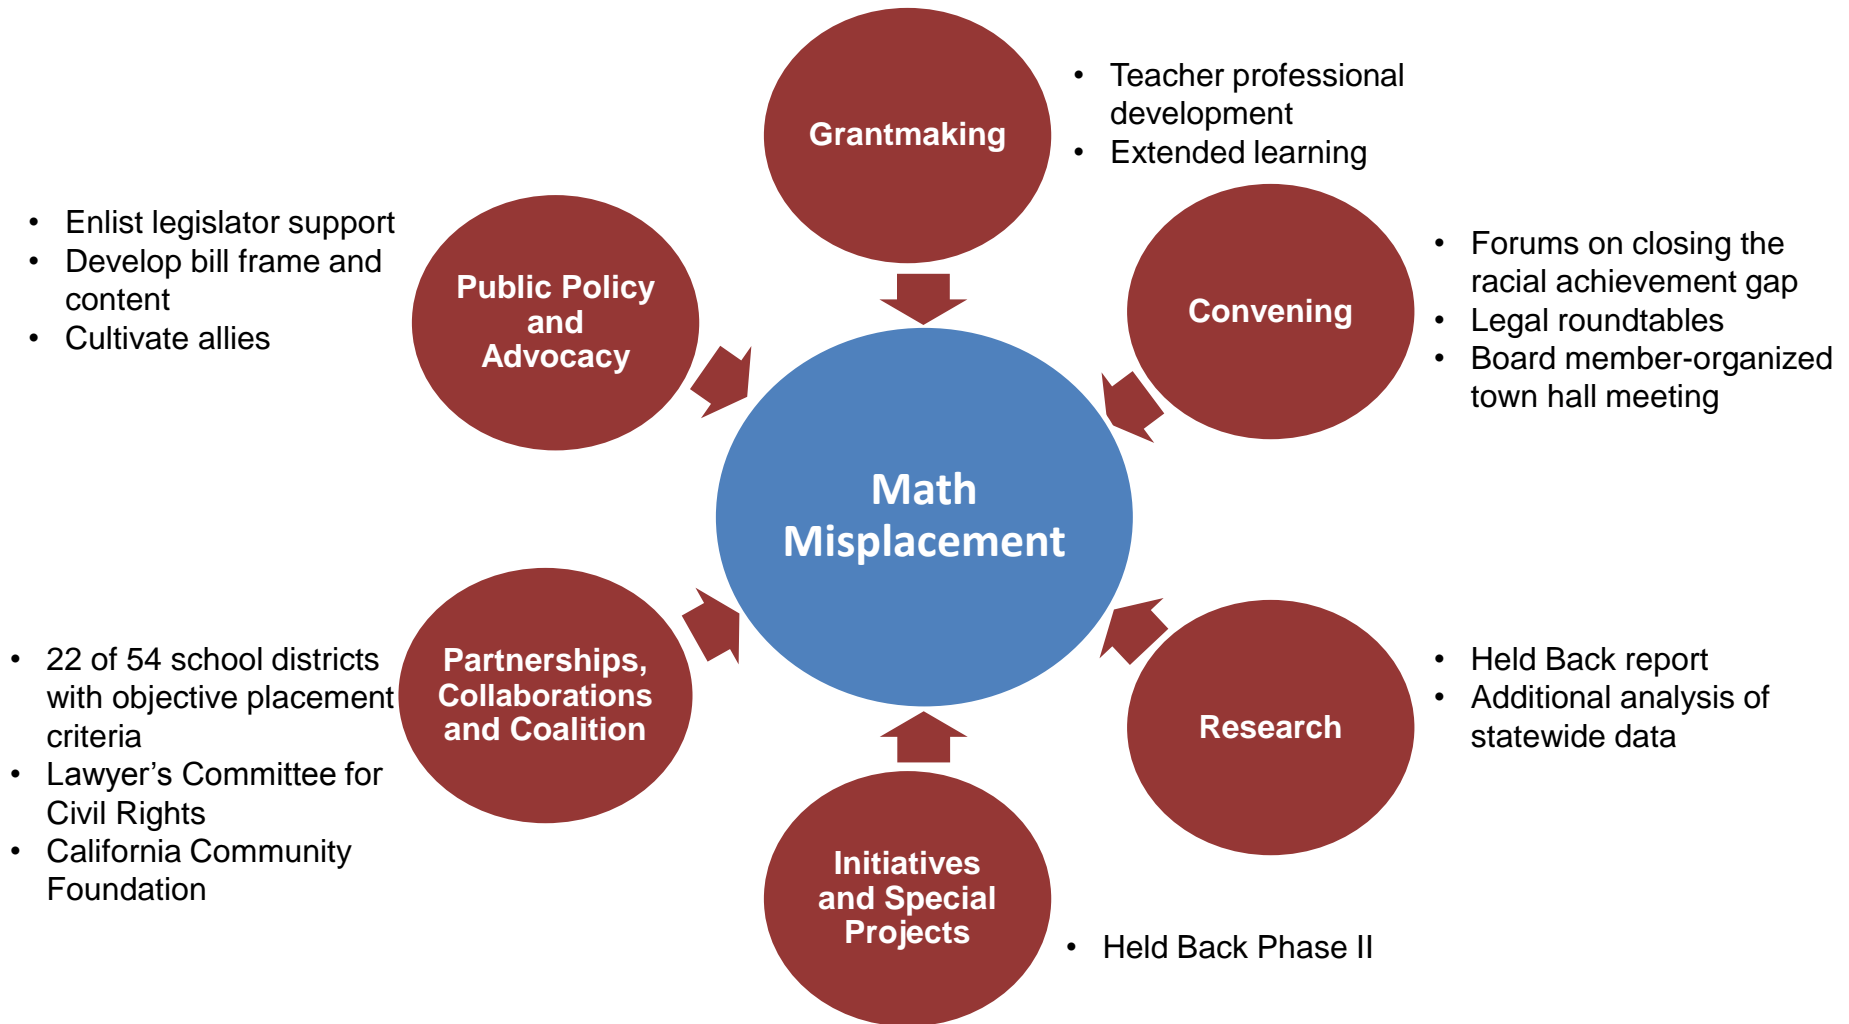 Grantmaking
• Teacher professional
development
• Extended learning
• Enlist legislator support
• Develop bill frame and
content
• Cultivate allies
Public Policy
and
Advocacy
Convening
• Forums on closing the
racial achievement gap
• Legal roundtables
• Board member-organized
town hall meeting
Math
Misplacement
• 22 of 54 school districts
with objective placement
criteria
• Lawyer’s Committee for
Civil Rights
• California Community
Foundation
Partnerships,
Collaborations
and Coalition
Research
• Held Back report
• Additional analysis of
statewide data
Initiatives
and Special
Projects
• Held Back Phase II